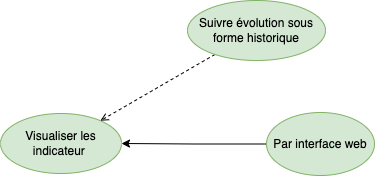 Suivre évolution sous
forme historique
Visualiser les
indicateur
Par interface web